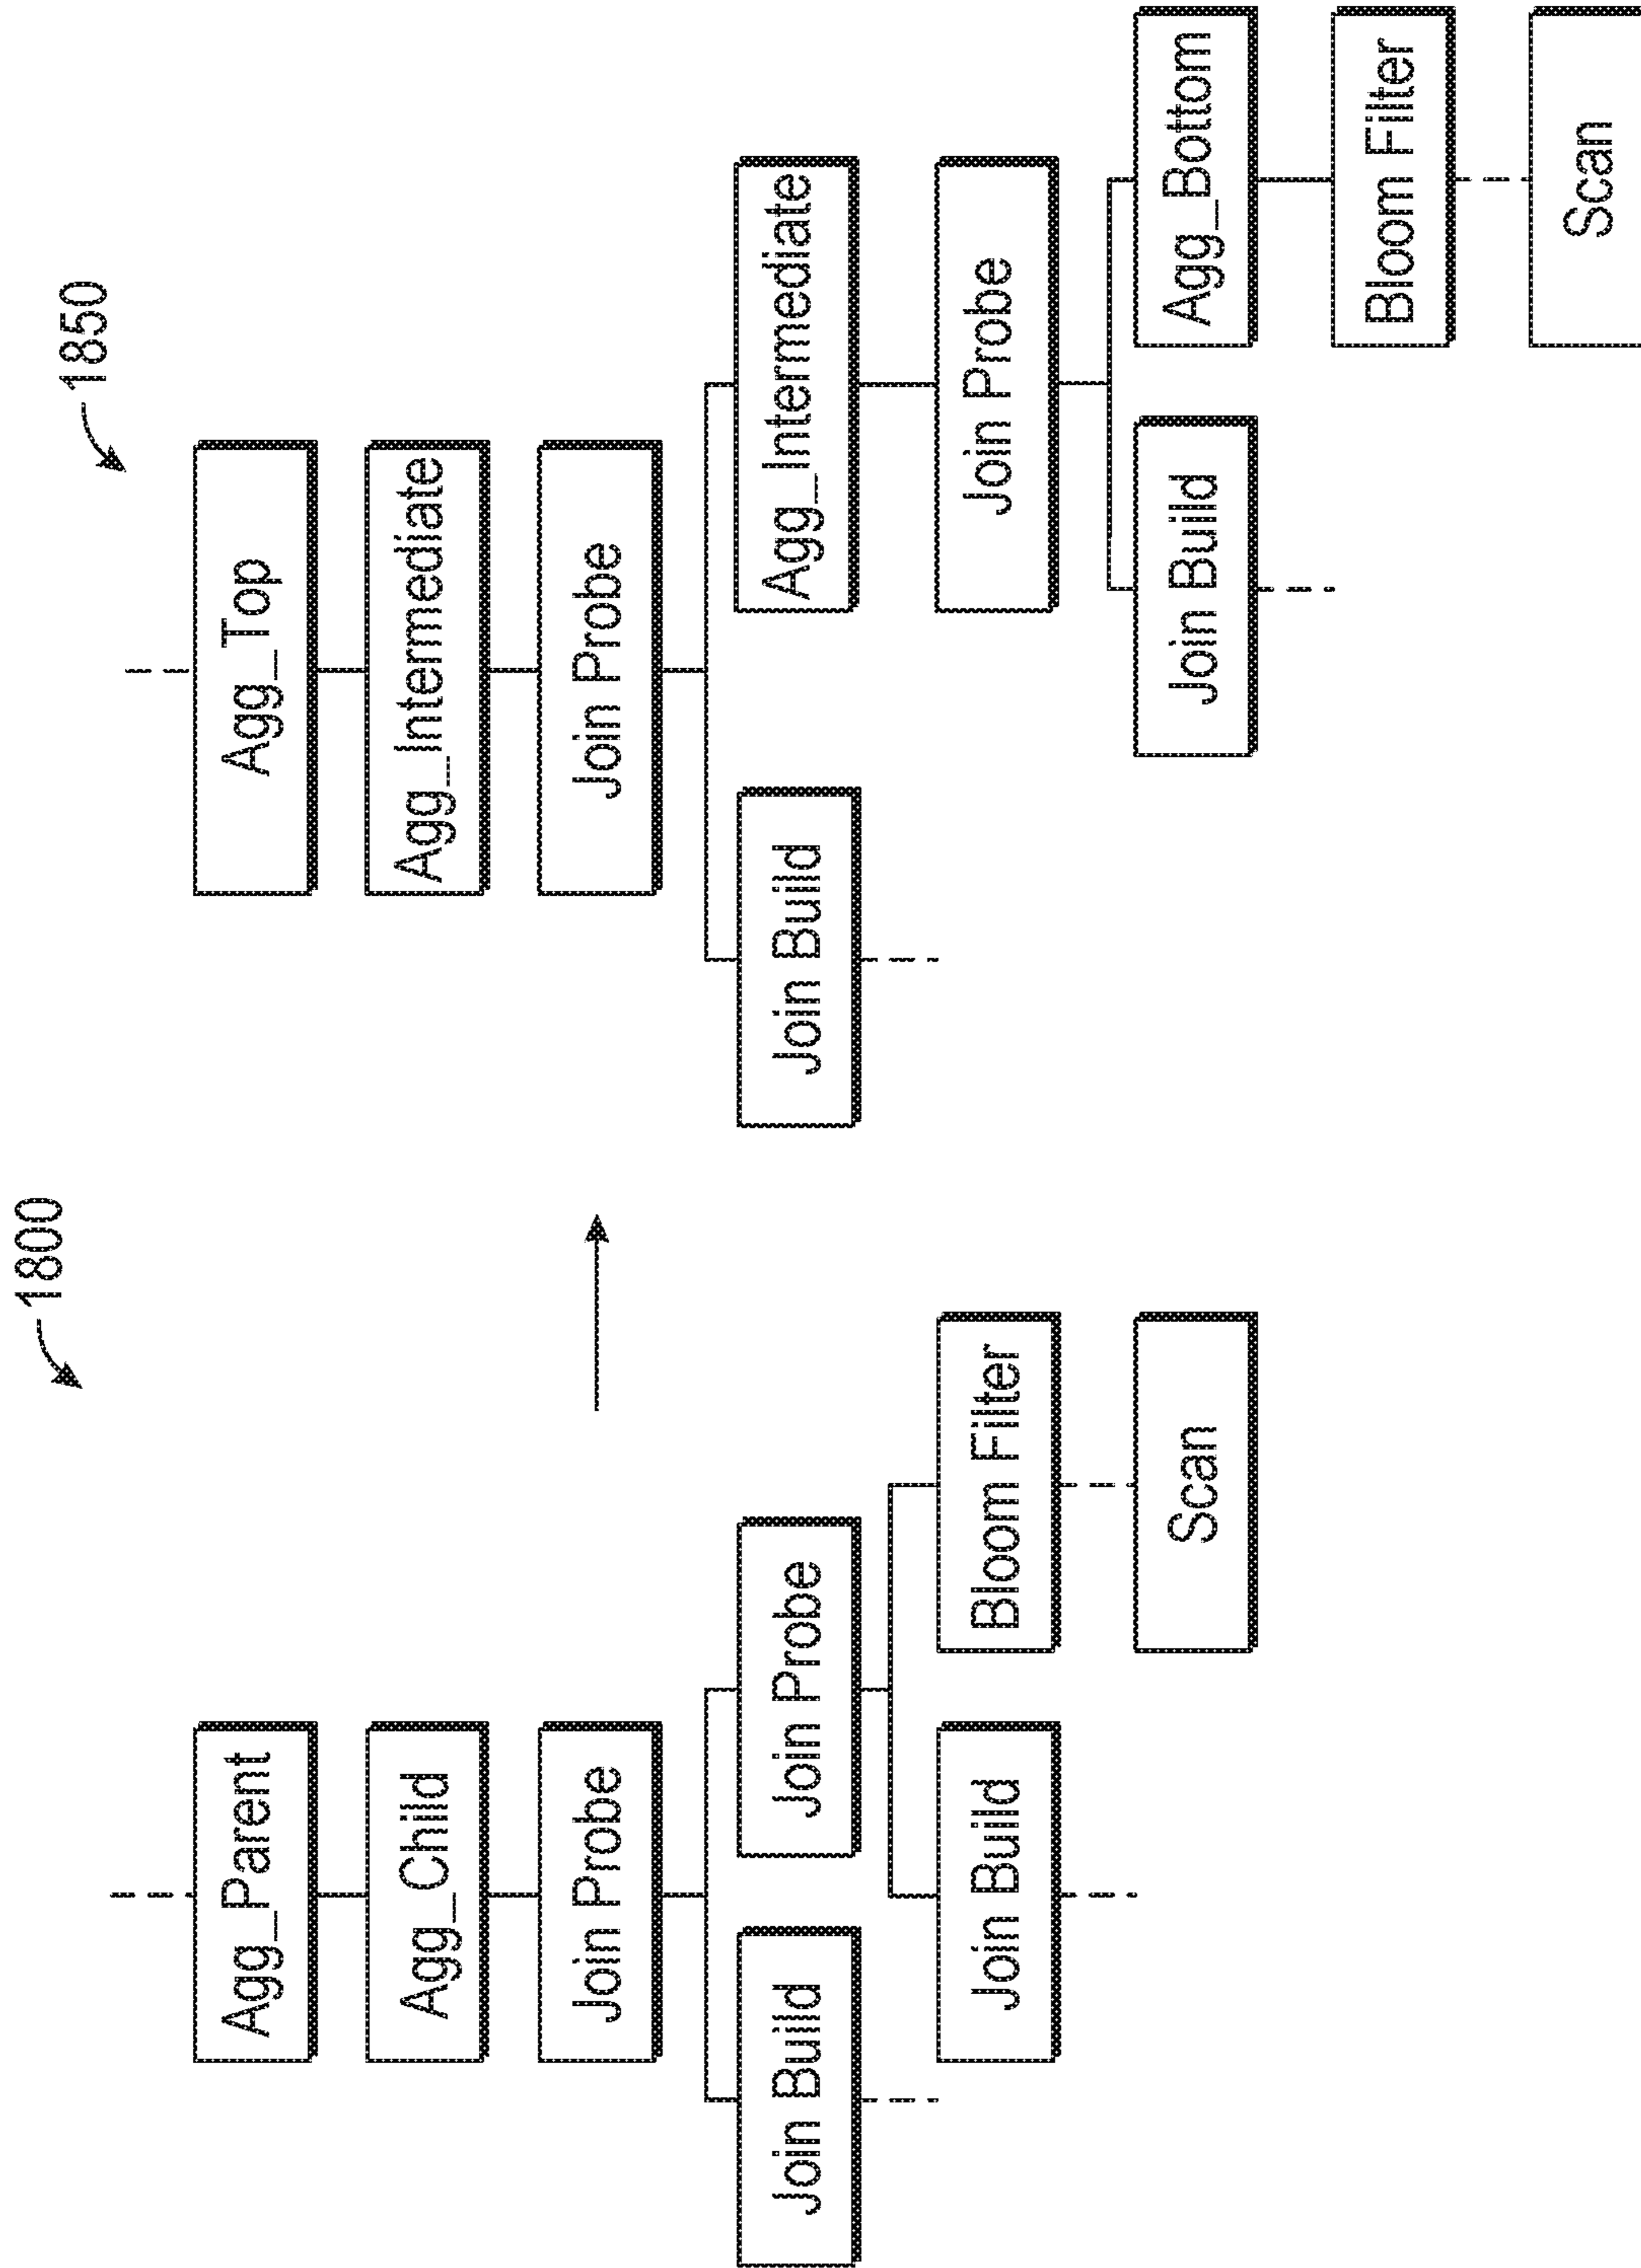 1800
Agg_Parent
Agg_Child
Join Probe
Join Build
Join Probe
Join Build
Bloom Filter
Scan
1850
Agg_Top
Agg_Intermediate
Join Probe
Join Build
Agg_Intermediate
Join Probe
Join Build
Agg_Bottom
Bloom Filter
Scan